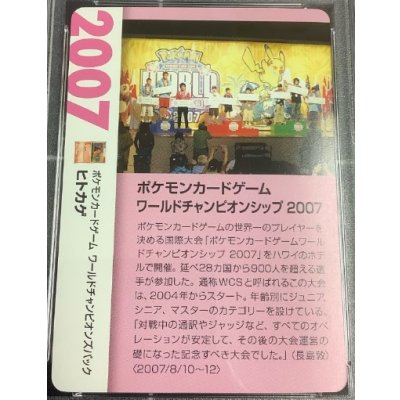 2007
ポケモンカードゲーム ワールドチャンピオンズパック
ヒトカゲ
Pokémon
WORLD
2007
ポケモンカードゲーム
ワールドチャンピオンシップ 2007
ポケモンカードゲームの世界一のプレイヤーを
決める国際大会「ポケモンカードゲームワール
ドチャンピオンシップ 2007」をハワイのホテ
ルで開催。延べ28カ国から900人を超える選
手が参加した。通称WCSと呼ばれるこの大会
は、2004年からスタート。年齢別にジュニア、
シニア、マスターのカテゴリーを設けている。
「対戦中の通訳やジャッジなど、すべてのオペ
レーションが安定して、その後の大会運営の
礎になった記念すべき大会でした。」(長島敦)
〈2007/8/10〜12〉